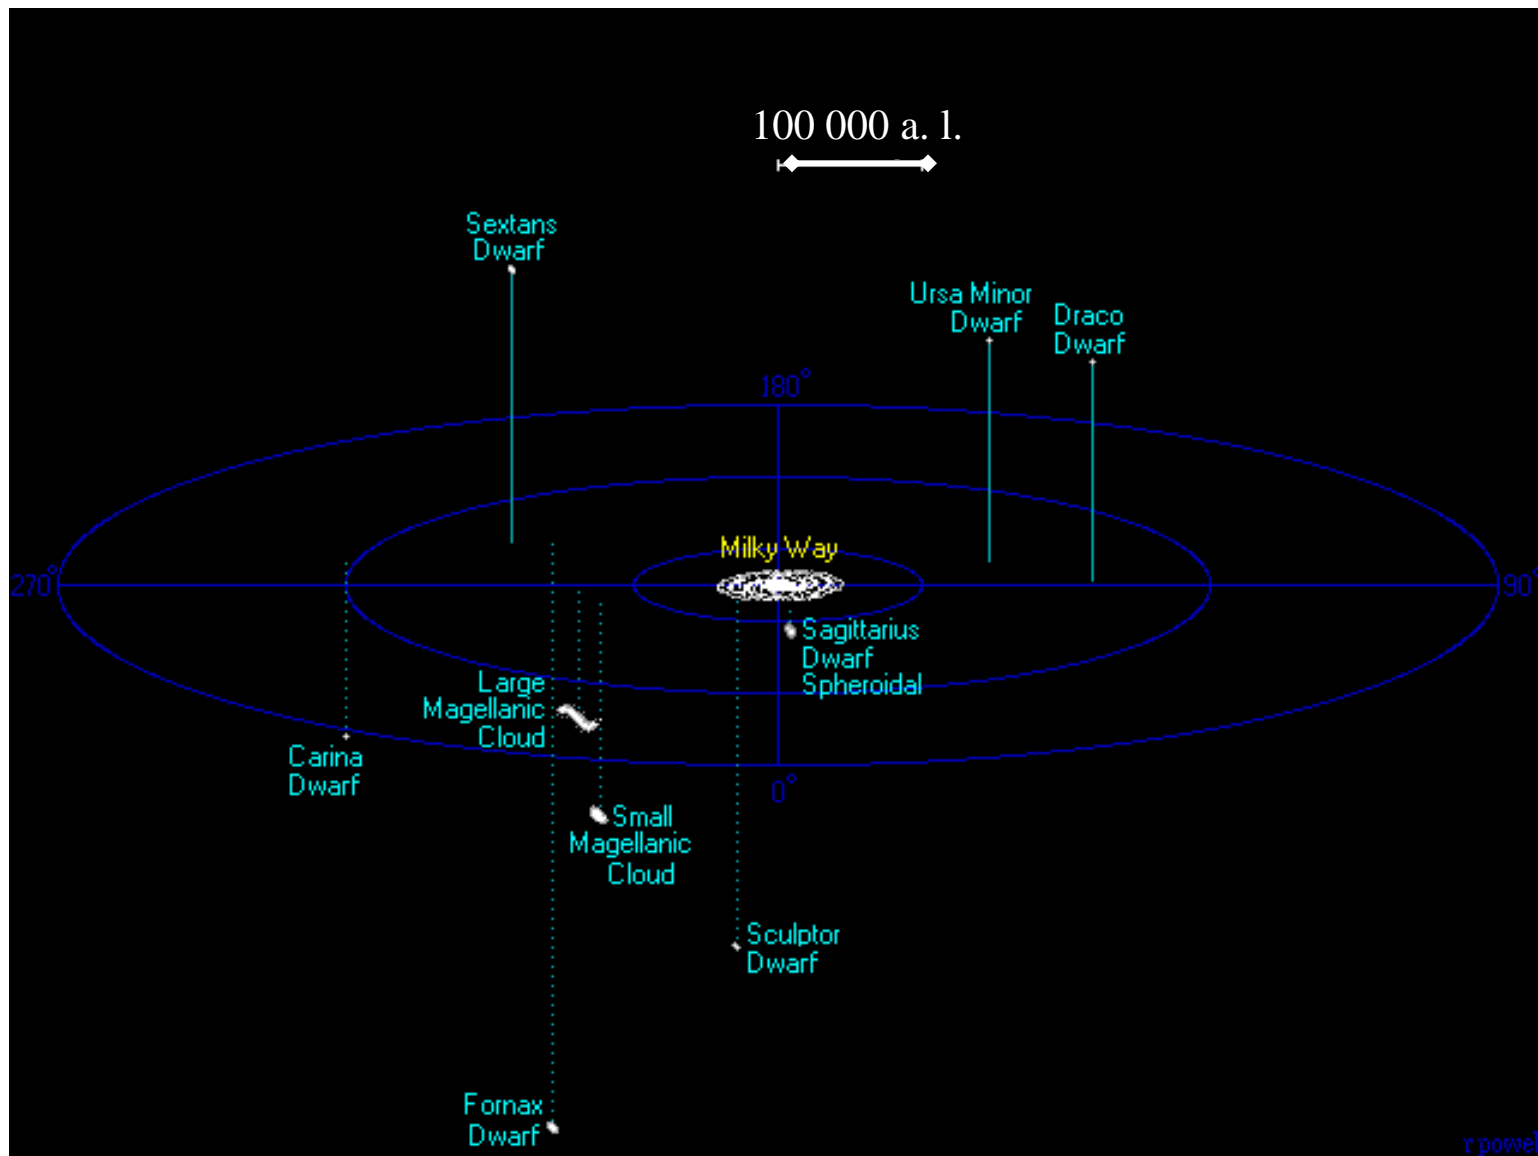 100 000 a. l.
Sextans
Dwarf
Ursa Minor
Dwarf
Draco
Dwarf
180°
Milky Way
270°
90°
Sagittarius
Dwarf
Spheroidal
Large
Magellanic
Cloud
Carina
Dwarf
0°
Small
Magellanic
Cloud
Sculptor
Dwarf
Fornax
Dwarf
r powel